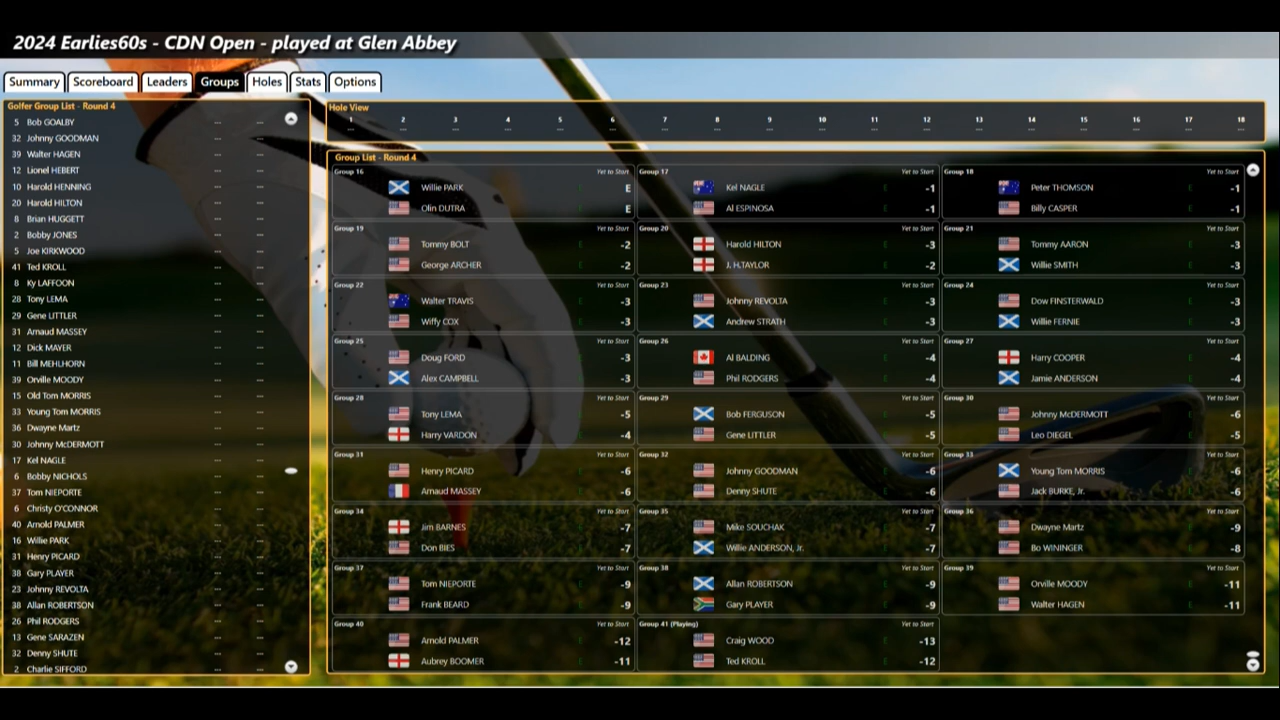 2024 Earlies60s - CDN Open - played at Glen Abbey
Summary Scoreboard Leaders Groups Holes Stats Options
Golfer Group List - Round 4
5 Bob GOALBY --- ---
32 Johnny GOODMAN --- ---
39 Walter HAGEN --- ---
12 Lionel HEBERT --- ---
10 Harold HENNING --- ---
20 Harold HILTON --- ---
8 Brian HUGGETT --- ---
2 Bobby JONES --- ---
5 Joe KIRKWOOD --- ---
41 Ted KROLL --- ---
8 Ky LAFFOON --- ---
28 Tony LEMA --- ---
29 Gene LITTLER --- ---
31 Arnaud MASSEY --- ---
12 Dick MAYER --- ---
11 Bill MEHLHORN --- ---
39 Orville MOODY --- ---
15 Old Tom MORRIS --- ---
33 Young Tom MORRIS --- ---
36 Dwayne Martz --- ---
30 Johnny McDERMOTT --- ---
17 Kel NAGLE --- ---
6 Bobby NICHOLS --- ---
37 Tom NIEPORTE --- ---
6 Christy O'CONNOR --- ---
40 Arnold PALMER --- ---
16 Willie PARK --- ---
31 Henry PICARD --- ---
38 Gary PLAYER --- ---
23 Johnny REVOLTA --- ---
38 Allan ROBERTSON --- ---
26 Phil RODGERS --- ---
13 Gene SARAZEN --- ---
32 Denny SHUTE --- ---
2 Charlie SIFFORD --- ---
Hole View
1 2 3 4 5 6 7 8 9 10 11 12 13 14 15 16 17 18
--- --- --- --- --- --- --- --- --- --- --- --- --- --- --- --- --- ---
Group List - Round 4
Group 16 Yet to Start Group 17 Yet to Start Group 18 Yet to Start
Willie PARK E E Kel NAGLE E -1 Peter THOMSON E -1
Olin DUTRA E E Al ESPINOSA E -1 Billy CASPER E -1
Group 19 Yet to Start Group 20 Yet to Start Group 21 Yet to Start
Tommy BOLT E -2 Harold HILTON E -3 Tommy AARON E -3
George ARCHER E -2 J. H.TAYLOR E -2 Willie SMITH E -3
Group 22 Yet to Start Group 23 Yet to Start Group 24 Yet to Start
Walter TRAVIS E -3 Johnny REVOLTA E -3 Dow FINSTERWALD E -3
Wiffy COX E -3 Andrew STRATH E -3 Willie FERNIE E -3
Group 25 Yet to Start Group 26 Yet to Start Group 27 Yet to Start
Doug FORD E -3 Al BALDING E -4 Harry COOPER E -4
Alex CAMPBELL E -3 Phil RODGERS E -4 Jamie ANDERSON E -4
Group 28 Yet to Start Group 29 Yet to Start Group 30 Yet to Start
Tony LEMA E -5 Bob FERGUSON E -5 Johnny McDERMOTT E -6
Harry VARDON E -4 Gene LITTLER E -5 Leo DIEGEL E -5
Group 31 Yet to Start Group 32 Yet to Start Group 33 Yet to Start
Henry PICARD E -6 Johnny GOODMAN E -6 Young Tom MORRIS E -6
Arnaud MASSEY E -6 Denny SHUTE E -6 Jack BURKE, Jr. E -6
Group 34 Yet to Start Group 35 Yet to Start Group 36 Yet to Start
Jim BARNES E -7 Mike SOUCHAK E -7 Dwayne Martz E -9
Don BIES E -7 Willie ANDERSON, Jr. E -7 Bo WININGER E -8
Group 37 Yet to Start Group 38 Yet to Start Group 39 Yet to Start
Tom NIEPORTE E -9 Allan ROBERTSON E -9 Orville MOODY E -11
Frank BEARD E -9 Gary PLAYER E -9 Walter HAGEN E -11
Group 40 Yet to Start Group 41 (Playing) Yet to Start
Arnold PALMER E -12 Craig WOOD E -13
Aubrey BOOMER E -11 Ted KROLL E -12